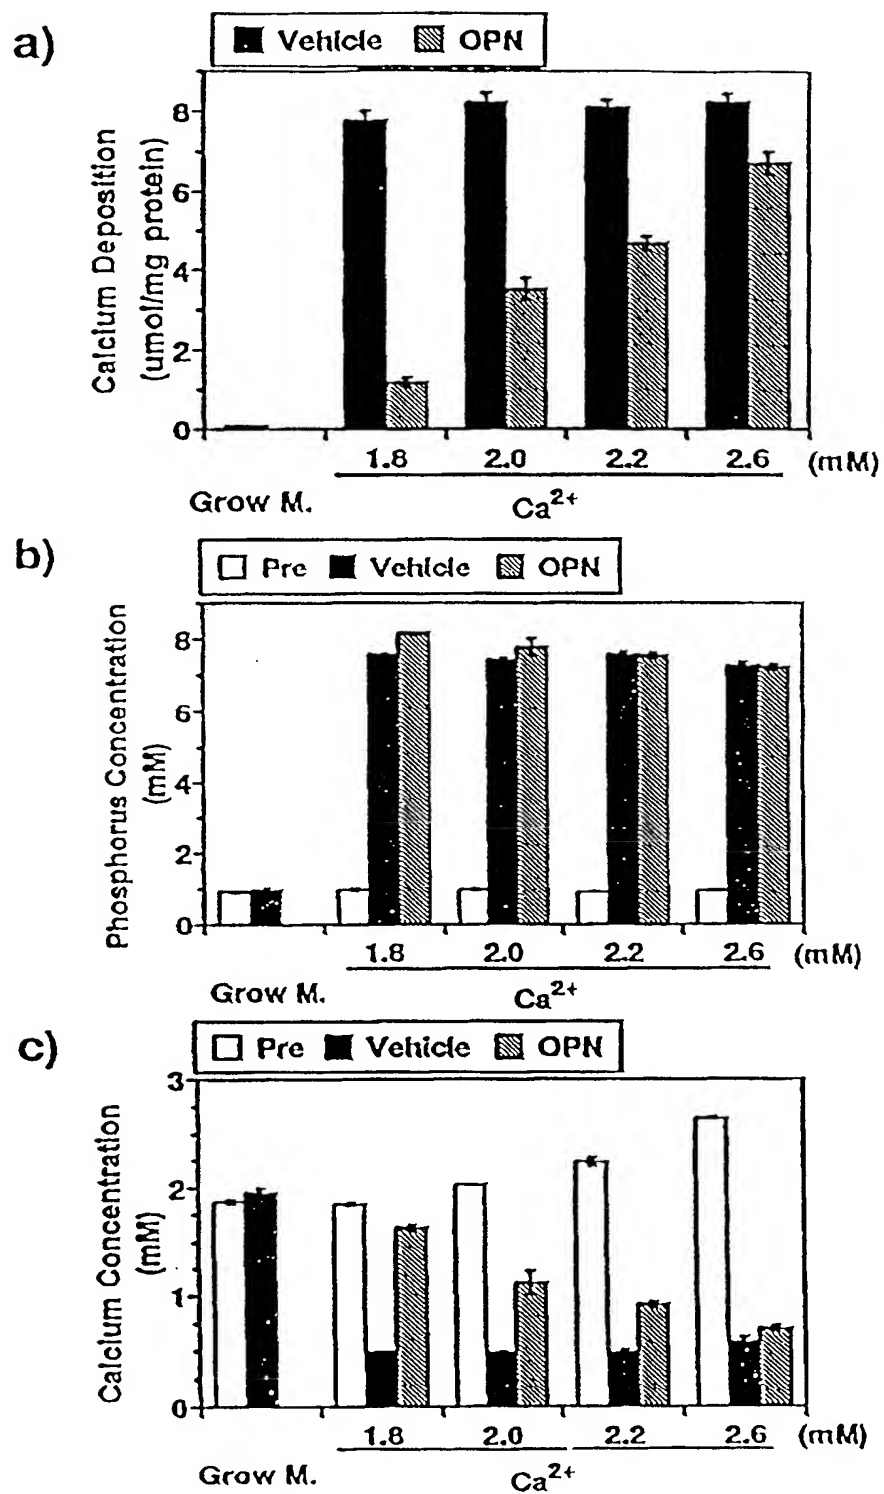 a)
Vehicle OPN
Calcium Deposition
(umol/mg protein)
8
6
4
2
0
1.8 2.0 2.2 2.6 (mM)
Grow M. Ca²⁺
b)
Pre Vehicle OPN
Phosphorus Concentration
(mM)
8
6
4
2
0
1.8 2.0 2.2 2.6 (mM)
Grow M. Ca²⁺
c)
Pre Vehicle OPN
Calcium Concentration
(mM)
3
2
1
0
1.8 2.0 2.2 2.6 (mM)
Grow M. Ca²⁺